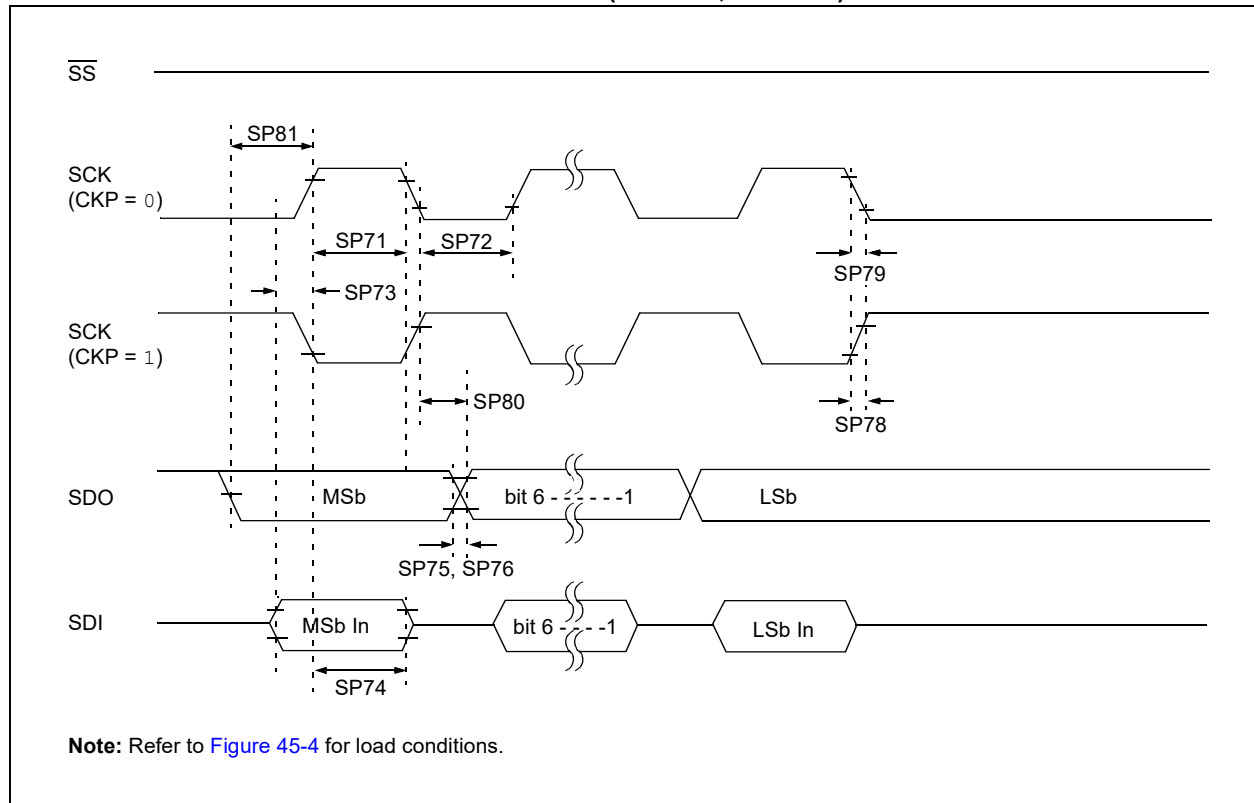 SS
SP81
SCK
(CKP = 0)
SP71
SP72
SP79
SP73
SCK
(CKP = 1)
SP80
SP78
SDO
MSb
bit 6 - - - - - - -1
LSb
SP75, SP76
SDI
MSb In
bit 6 - - - - -1
LSb In
SP74
Note: Refer to Figure 45-4 for load conditions.